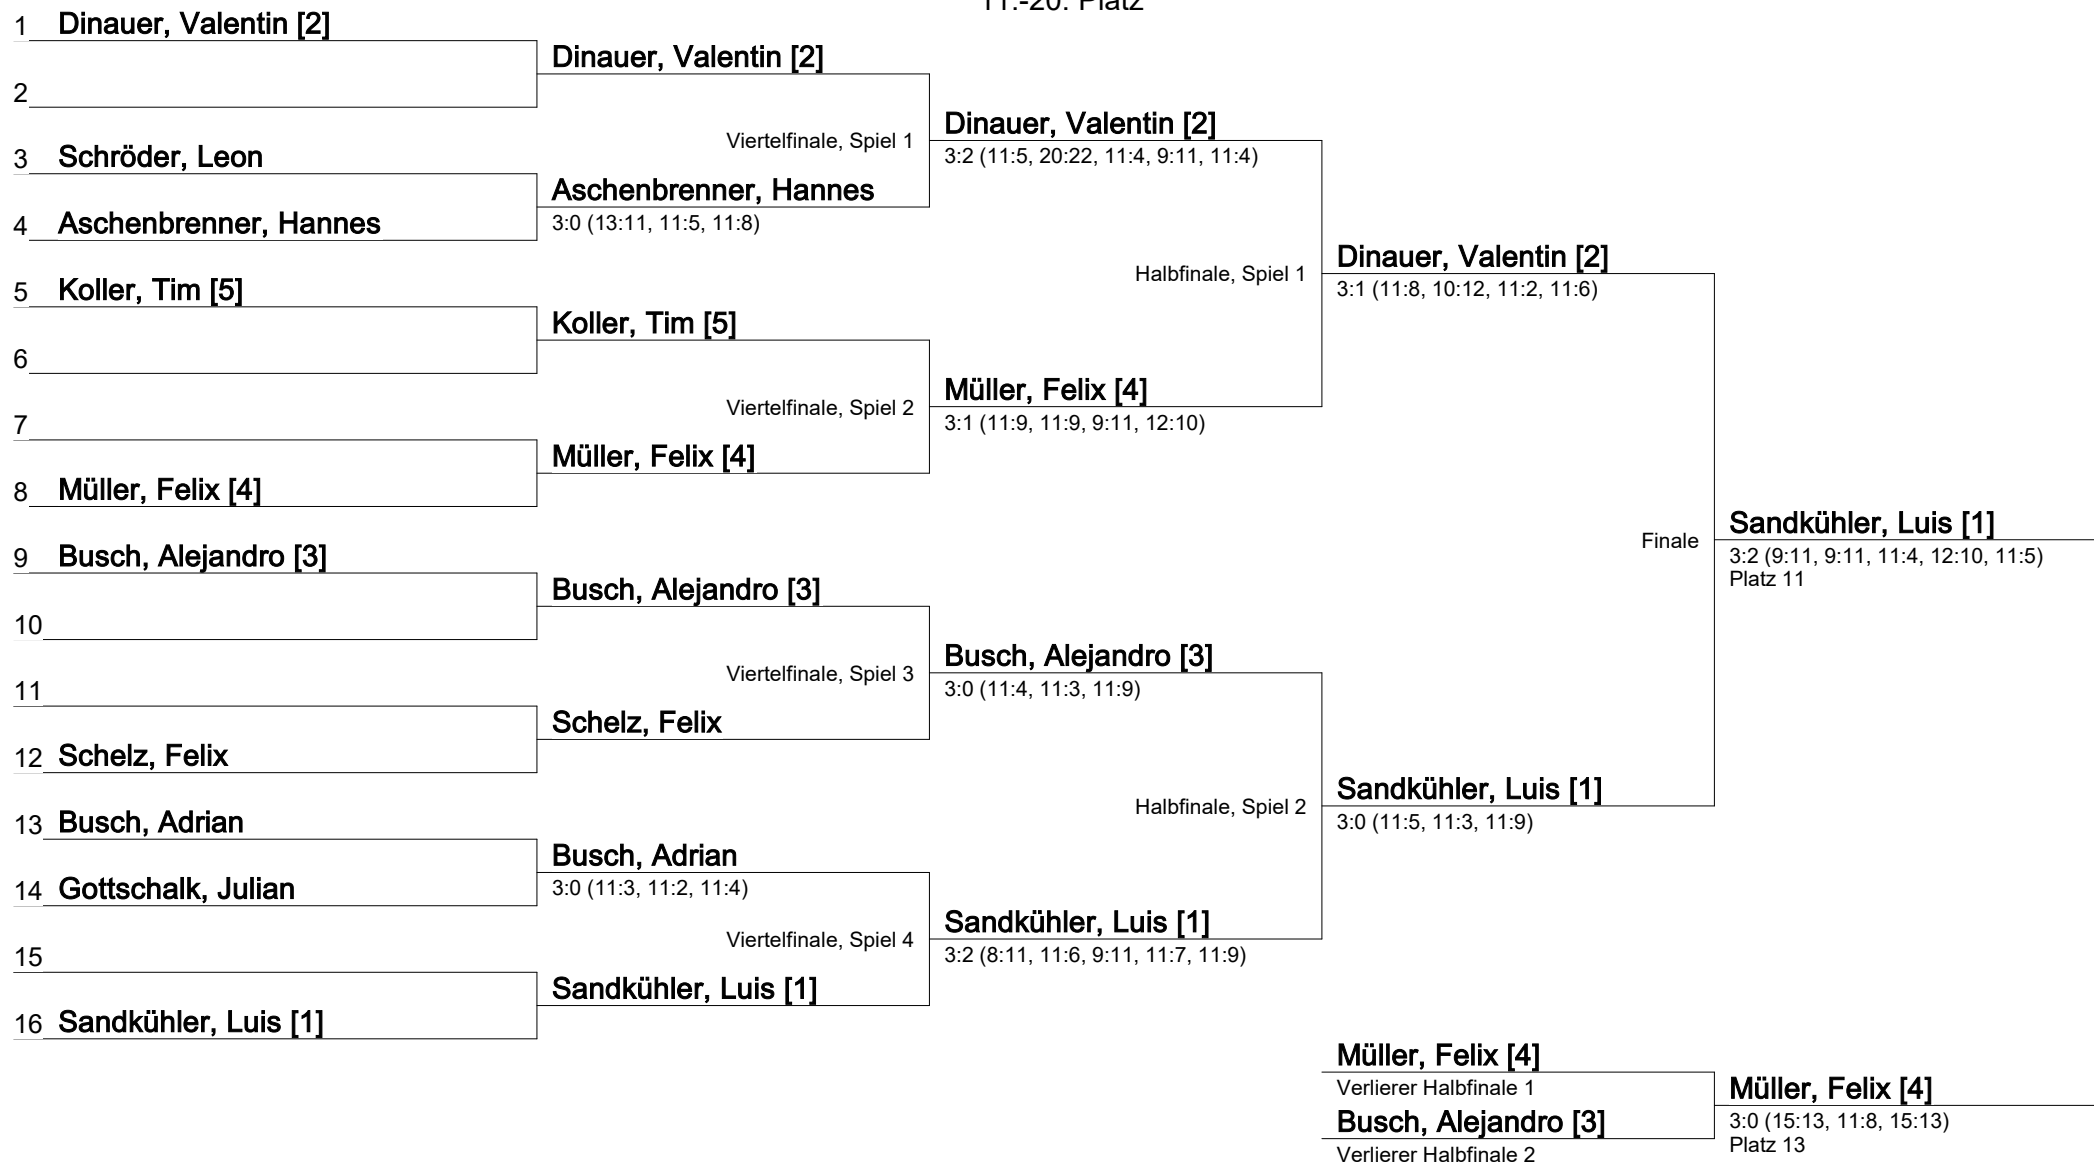 11.-20. Platz
1 Dinauer, Valentin [2]
Dinauer, Valentin [2]
2
Viertelfinale, Spiel 1
Dinauer, Valentin [2]
3:2 (11:5, 20:22, 11:4, 9:11, 11:4)
3 Schröder, Leon
Aschenbrenner, Hannes
3:0 (13:11, 11:5, 11:8)
4 Aschenbrenner, Hannes
Halbfinale, Spiel 1
Dinauer, Valentin [2]
3:1 (11:8, 10:12, 11:2, 11:6)
5 Koller, Tim [5]
Koller, Tim [5]
6
Viertelfinale, Spiel 2
Müller, Felix [4]
3:1 (11:9, 11:9, 9:11, 12:10)
7
Müller, Felix [4]
8 Müller, Felix [4]
Finale
Sandkühler, Luis [1]
3:2 (9:11, 9:11, 11:4, 12:10, 11:5)
Platz 11
9 Busch, Alejandro [3]
Busch, Alejandro [3]
10
Viertelfinale, Spiel 3
Busch, Alejandro [3]
3:0 (11:4, 11:3, 11:9)
11
Schelz, Felix
12 Schelz, Felix
Halbfinale, Spiel 2
Sandkühler, Luis [1]
3:0 (11:5, 11:3, 11:9)
13 Busch, Adrian
Busch, Adrian
3:0 (11:3, 11:2, 11:4)
14 Gottschalk, Julian
Viertelfinale, Spiel 4
Sandkühler, Luis [1]
3:2 (8:11, 11:6, 9:11, 11:7, 11:9)
15
Sandkühler, Luis [1]
16 Sandkühler, Luis [1]
Müller, Felix [4]
Verlierer Halbfinale 1
Müller, Felix [4]
3:0 (15:13, 11:8, 15:13)
Platz 13
Busch, Alejandro [3]
Verlierer Halbfinale 2